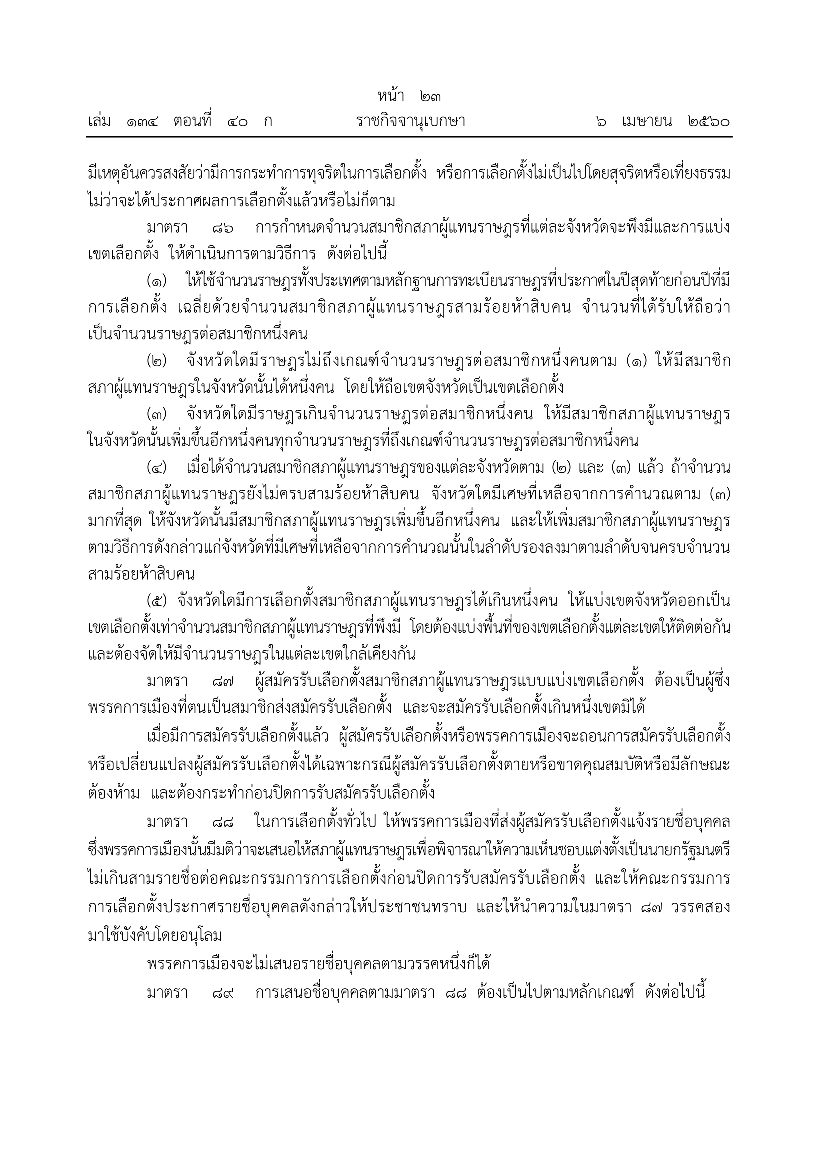 หน้า ๒๓
เล่ม ๑๓๔ ตอนที่ ๔๐ ก ราชกิจจานุเบกษา ๖ เมษายน ๒๕๖๐
มีเหตุอันควรสงสัยว่ามีการกระทำการทุจริตในการเลือกตั้ง หรือการเลือกตั้งไม่เป็นไปโดยสุจริตหรือเที่ยงธรรม
ไม่ว่าจะได้ประกาศผลการเลือกตั้งแล้วหรือไม่ก็ตาม
มาตรา ๘๖ การกำหนดจำนวนสมาชิกสภาผู้แทนราษฎรที่แต่ละจังหวัดจะพึงมีและการแบ่ง
เขตเลือกตั้ง ให้ดำเนินการตามวิธีการ ดังต่อไปนี้
(๑) ให้ใช้จำนวนราษฎรทั้งประเทศตามหลักฐานการทะเบียนราษฎรที่ประกาศในปีสุดท้ายก่อนปีที่มี
การเลือกตั้ง เฉลี่ยด้วยจำนวนสมาชิกสภาผู้แทนราษฎรสามร้อยห้าสิบคน จำนวนที่ได้รับให้ถือว่า
เป็นจำนวนราษฎรต่อสมาชิกหนึ่งคน
(๒) จังหวัดใดมีราษฎรไม่ถึงเกณฑ์จำนวนราษฎรต่อสมาชิกหนึ่งคนตาม (๑) ให้มีสมาชิก
สภาผู้แทนราษฎรในจังหวัดนั้นได้หนึ่งคน โดยให้ถือเขตจังหวัดเป็นเขตเลือกตั้ง
(๓) จังหวัดใดมีราษฎรเกินจำนวนราษฎรต่อสมาชิกหนึ่งคน ให้มีสมาชิกสภาผู้แทนราษฎร
ในจังหวัดนั้นเพิ่มขึ้นอีกหนึ่งคนทุกจำนวนราษฎรที่ถึงเกณฑ์จำนวนราษฎรต่อสมาชิกหนึ่งคน
(๔) เมื่อได้จำนวนสมาชิกสภาผู้แทนราษฎรของแต่ละจังหวัดตาม (๒) และ (๓) แล้ว ถ้าจำนวน
สมาชิกสภาผู้แทนราษฎรยังไม่ครบสามร้อยห้าสิบคน จังหวัดใดมีเศษที่เหลือจากการคำนวณตาม (๓)
มากที่สุด ให้จังหวัดนั้นมีสมาชิกสภาผู้แทนราษฎรเพิ่มขึ้นอีกหนึ่งคน และให้เพิ่มสมาชิกสภาผู้แทนราษฎร
ตามวิธีการดังกล่าวแก่จังหวัดที่มีเศษที่เหลือจากการคำนวณนั้นในลำดับรองลงมาตามลำดับจนครบจำนวน
สามร้อยห้าสิบคน
(๕) จังหวัดใดมีการเลือกตั้งสมาชิกสภาผู้แทนราษฎรได้เกินหนึ่งคน ให้แบ่งเขตจังหวัดออกเป็น
เขตเลือกตั้งเท่าจำนวนสมาชิกสภาผู้แทนราษฎรที่พึงมี โดยต้องแบ่งพื้นที่ของเขตเลือกตั้งแต่ละเขตให้ติดต่อกัน
และต้องจัดให้มีจำนวนราษฎรในแต่ละเขตใกล้เคียงกัน
มาตรา ๘๗ ผู้สมัครรับเลือกตั้งสมาชิกสภาผู้แทนราษฎรแบบแบ่งเขตเลือกตั้ง ต้องเป็นผู้ซึ่ง
พรรคการเมืองที่ตนเป็นสมาชิกส่งสมัครรับเลือกตั้ง และจะสมัครรับเลือกตั้งเกินหนึ่งเขตมิได้
เมื่อมีการสมัครรับเลือกตั้งแล้ว ผู้สมัครรับเลือกตั้งหรือพรรคการเมืองจะถอนการสมัครรับเลือกตั้ง
หรือเปลี่ยนแปลงผู้สมัครรับเลือกตั้งได้เฉพาะกรณีผู้สมัครรับเลือกตั้งตายหรือขาดคุณสมบัติหรือมีลักษณะ
ต้องห้าม และต้องกระทำก่อนปิดการรับสมัครรับเลือกตั้ง
มาตรา ๘๘ ในการเลือกตั้งทั่วไป ให้พรรคการเมืองที่ส่งผู้สมัครรับเลือกตั้งแจ้งรายชื่อบุคคล
ซึ่งพรรคการเมืองนั้นมีมติว่าจะเสนอให้สภาผู้แทนราษฎรเพื่อพิจารณาให้ความเห็นชอบแต่งตั้งเป็นนายกรัฐมนตรี
ไม่เกินสามรายชื่อต่อคณะกรรมการการเลือกตั้งก่อนปิดการรับสมัครรับเลือกตั้ง และให้คณะกรรมการ
การเลือกตั้งประกาศรายชื่อบุคคลดังกล่าวให้ประชาชนทราบ และให้นำความในมาตรา ๘๗ วรรคสอง
มาใช้บังคับโดยอนุโลม
พรรคการเมืองจะไม่เสนอรายชื่อบุคคลตามวรรคหนึ่งก็ได้
มาตรา ๘๙ การเสนอชื่อบุคคลตามมาตรา ๘๘ ต้องเป็นไปตามหลักเกณฑ์ ดังต่อไปนี้